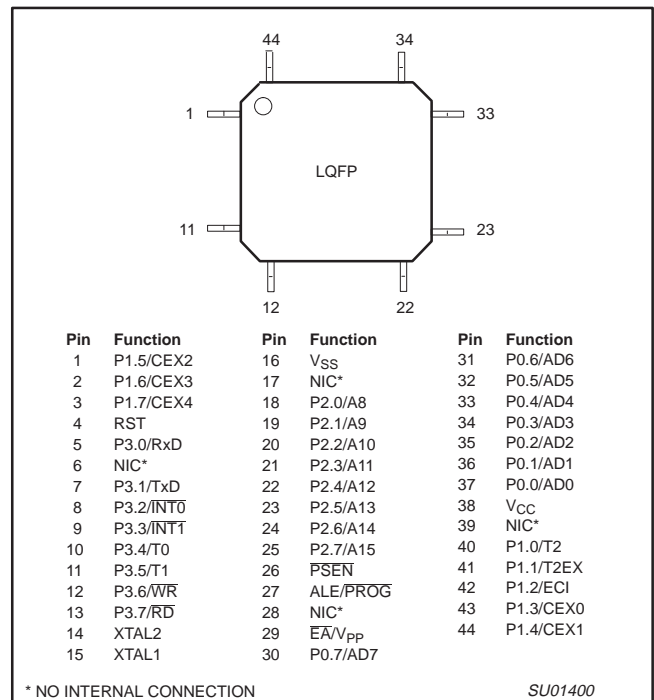 44 34
1 33
LQFP
11 23
12 22
Pin Function Pin Function Pin Function
1 P1.5/CEX2 16 VSS 31 P0.6/AD6
2 P1.6/CEX3 17 NIC* 32 P0.5/AD5
3 P1.7/CEX4 18 P2.0/A8 33 P0.4/AD4
4 RST 19 P2.1/A9 34 P0.3/AD3
5 P3.0/RxD 20 P2.2/A10 35 P0.2/AD2
6 NIC* 21 P2.3/A11 36 P0.1/AD1
7 P3.1/TxD 22 P2.4/A12 37 P0.0/AD0
8 P3.2/INT0 23 P2.5/A13 38 VCC
9 P3.3/INT1 24 P2.6/A14 39 NIC*
10 P3.4/T0 25 P2.7/A15 40 P1.0/T2
11 P3.5/T1 26 PSEN 41 P1.1/T2EX
12 P3.6/WR 27 ALE/PROG 42 P1.2/ECI
13 P3.7/RD 28 NIC* 43 P1.3/CEX0
14 XTAL2 29 EA/VPP 44 P1.4/CEX1
15 XTAL1 30 P0.7/AD7
* NO INTERNAL CONNECTION SU01400